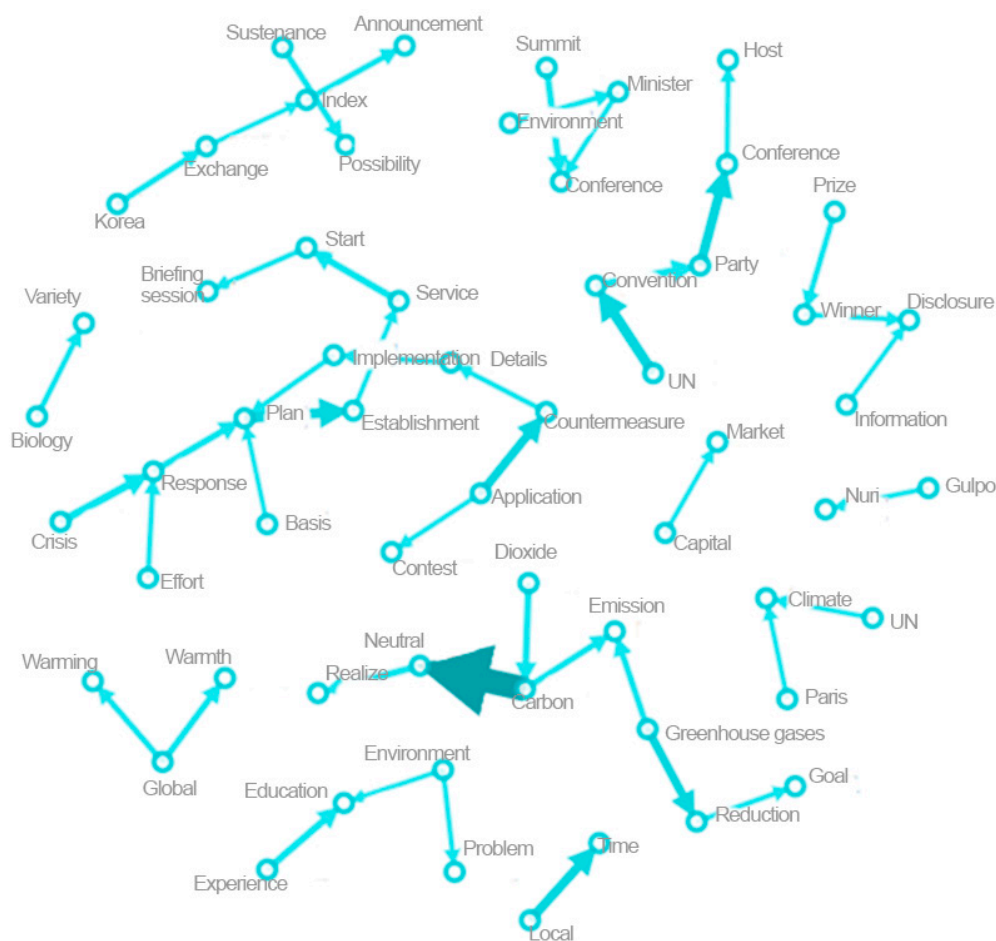 Announcement
Sustenance
Index
Exchange
Possibility
Korea
Summit
Minister
Environment
Conference
Host
Conference
Party
Convention
UN
Prize
Winner
Disclosure
Information
Start
Briefing
session
Service
Variety
Biology
Implementation
Details
Plan
Establishment
Countermeasure
Response
Application
Crisis
Basis
Effort
Contest
Market
Capital
Nuri
Gulpo
Dioxide
Emission
Neutral
Realize
Carbon
Climate
UN
Paris
Warming
Warmth
Global
Greenhouse gases
Goal
Reduction
Environment
Education
Problem
Experience
Time
Local